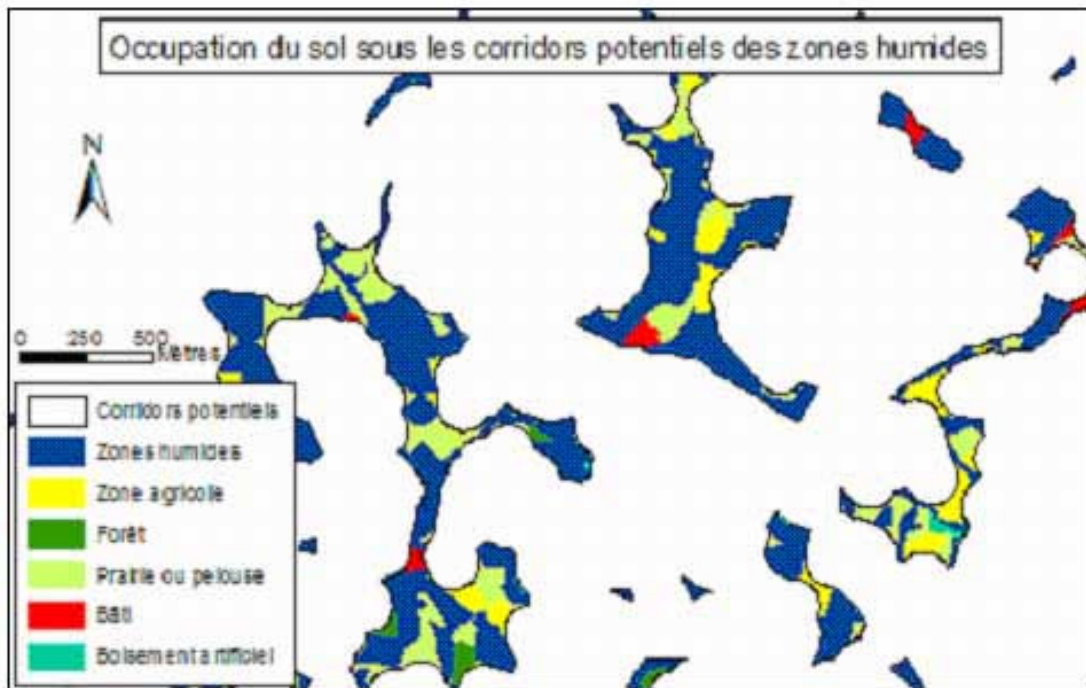 Occupation du sol sous les corridors potentiels des zones humides
N
0 250 500
Mètres
Corridors potentiels
Zones humides
Zone agricole
Forêt
Prairie ou pelouse
Bâti
Boisement artificiel